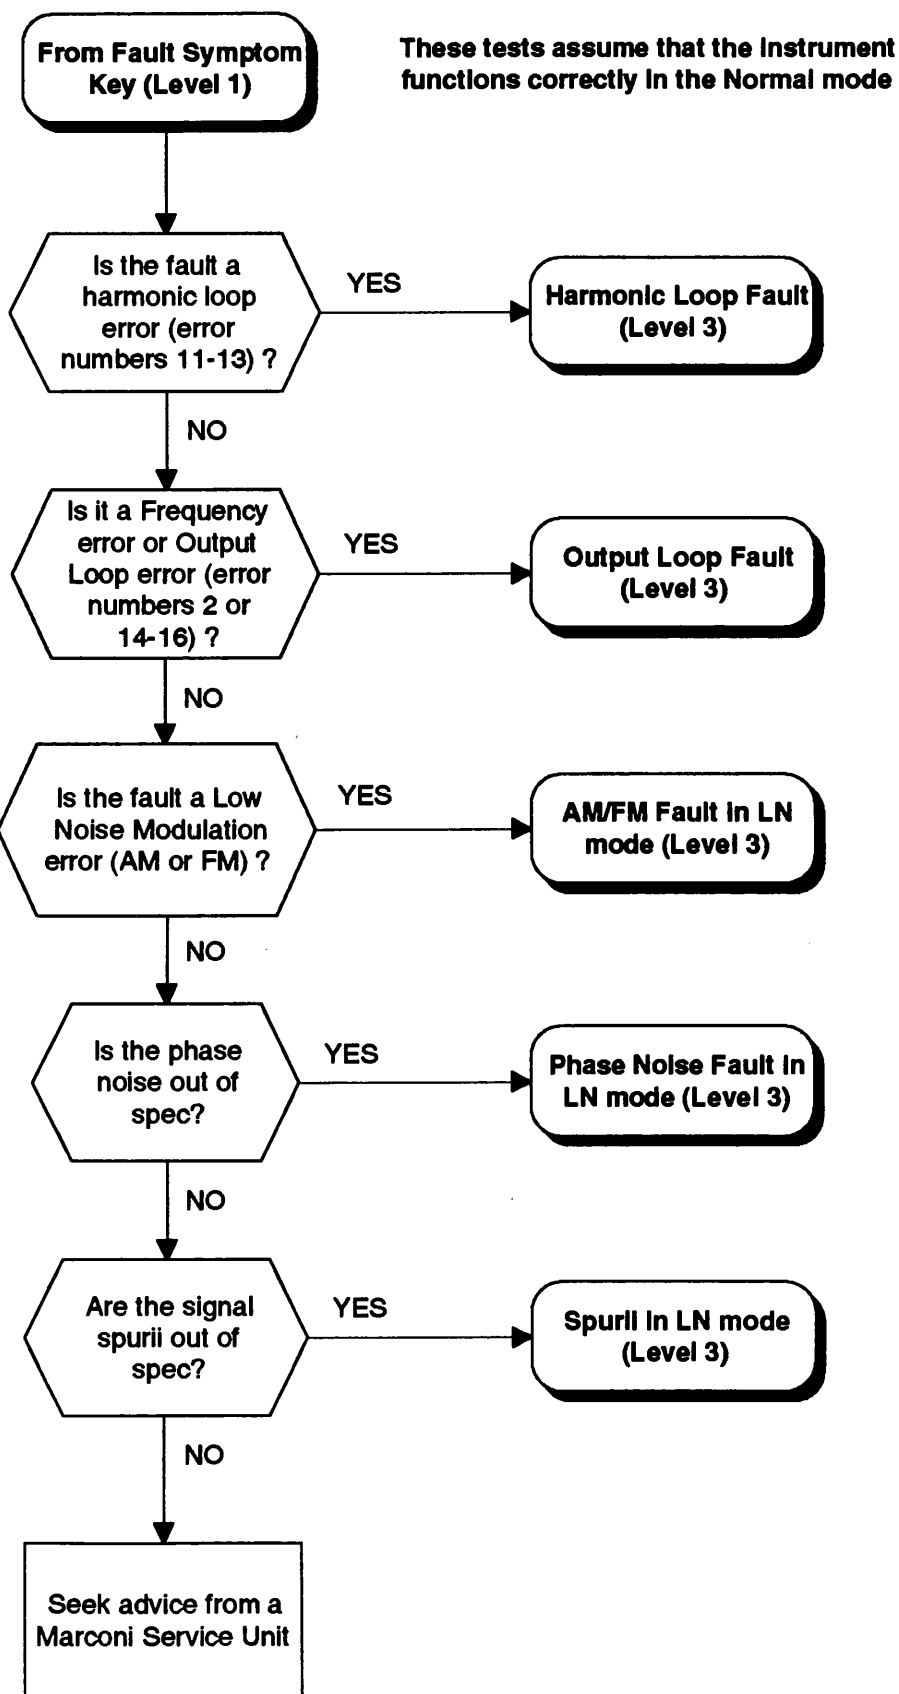 From Fault Symptom
Key (Level 1)
These tests assume that the Instrument
functions correctly in the Normal mode
Is the fault a
harmonic loop
error (error
numbers 11-13) ?
YES
Harmonic Loop Fault
(Level 3)
NO
Is it a Frequency
error or Output
Loop error (error
numbers 2 or
14-16) ?
YES
Output Loop Fault
(Level 3)
NO
Is the fault a Low
Noise Modulation
error (AM or FM) ?
YES
AM/FM Fault in LN
mode (Level 3)
NO
Is the phase
noise out of
spec?
YES
Phase Noise Fault in
LN mode (Level 3)
NO
Are the signal
spurii out of
spec?
YES
Spurii in LN mode
(Level 3)
NO
Seek advice from a
Marconi Service Unit